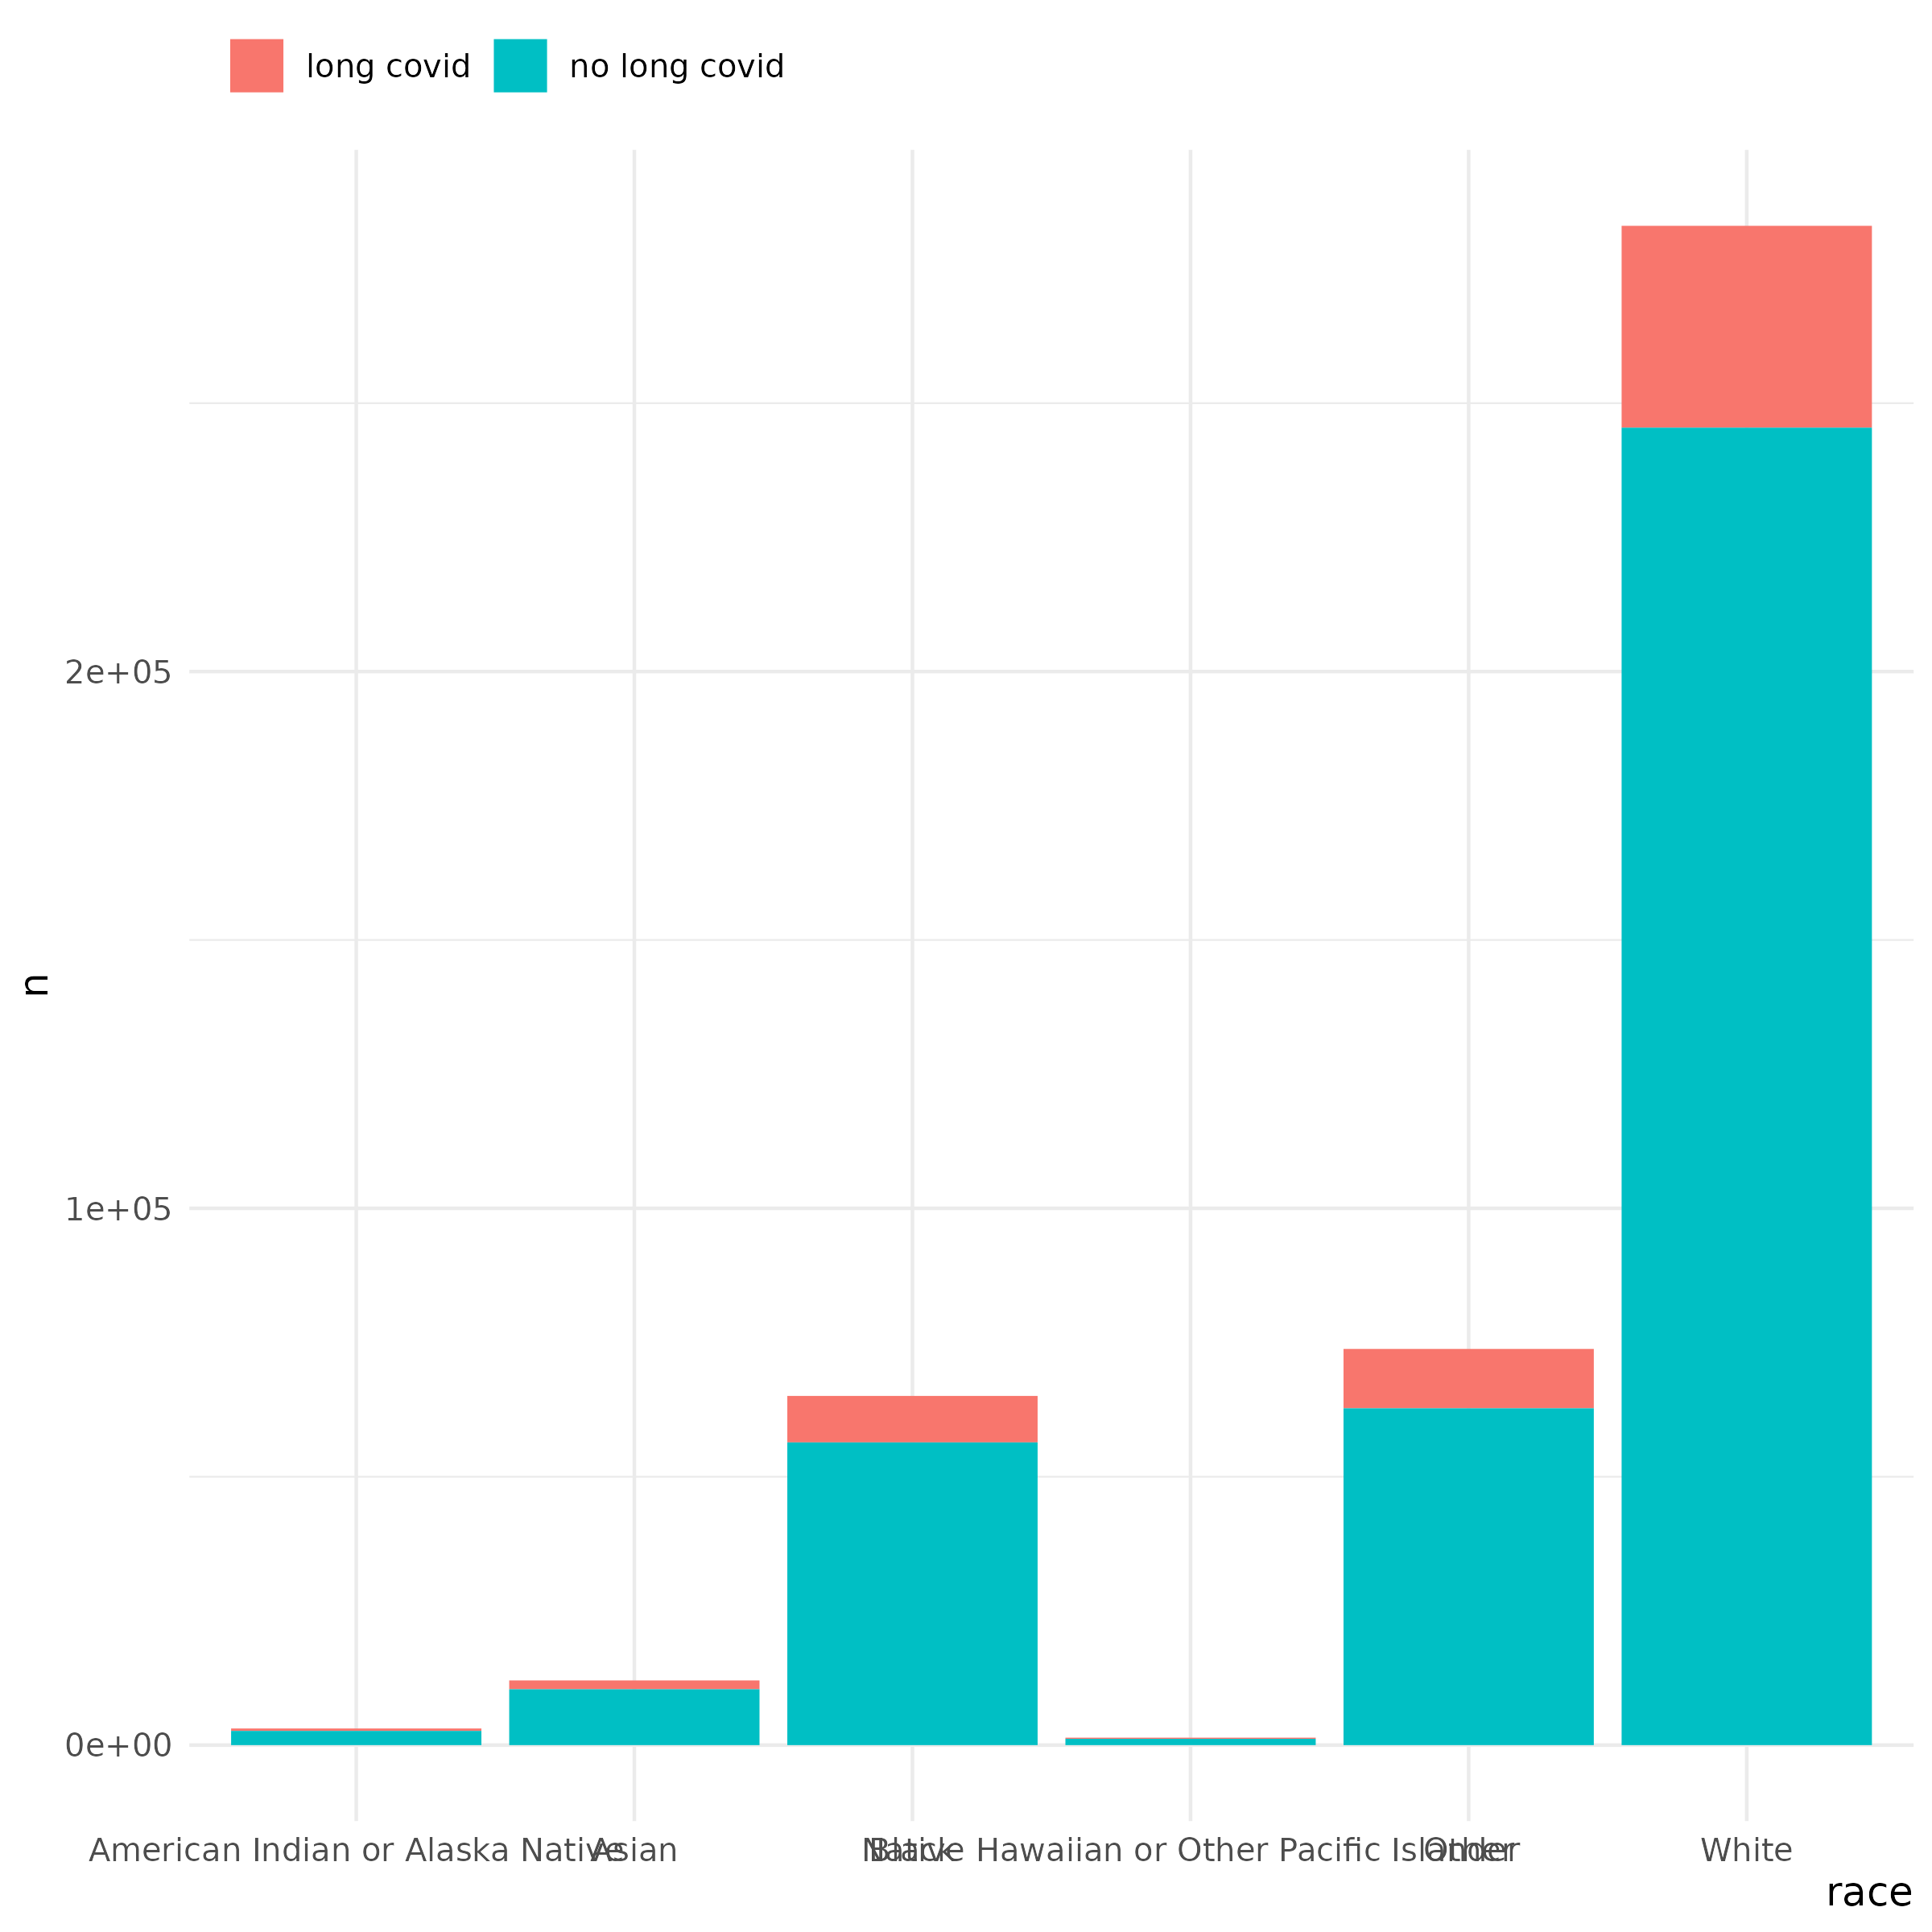 long covid
no long covid
n
2e+05
1e+05
0e+00
American Indian or Alaska Native
Asian
Black
Native Hawaiian or Other Pacific Islander
Other
White
race